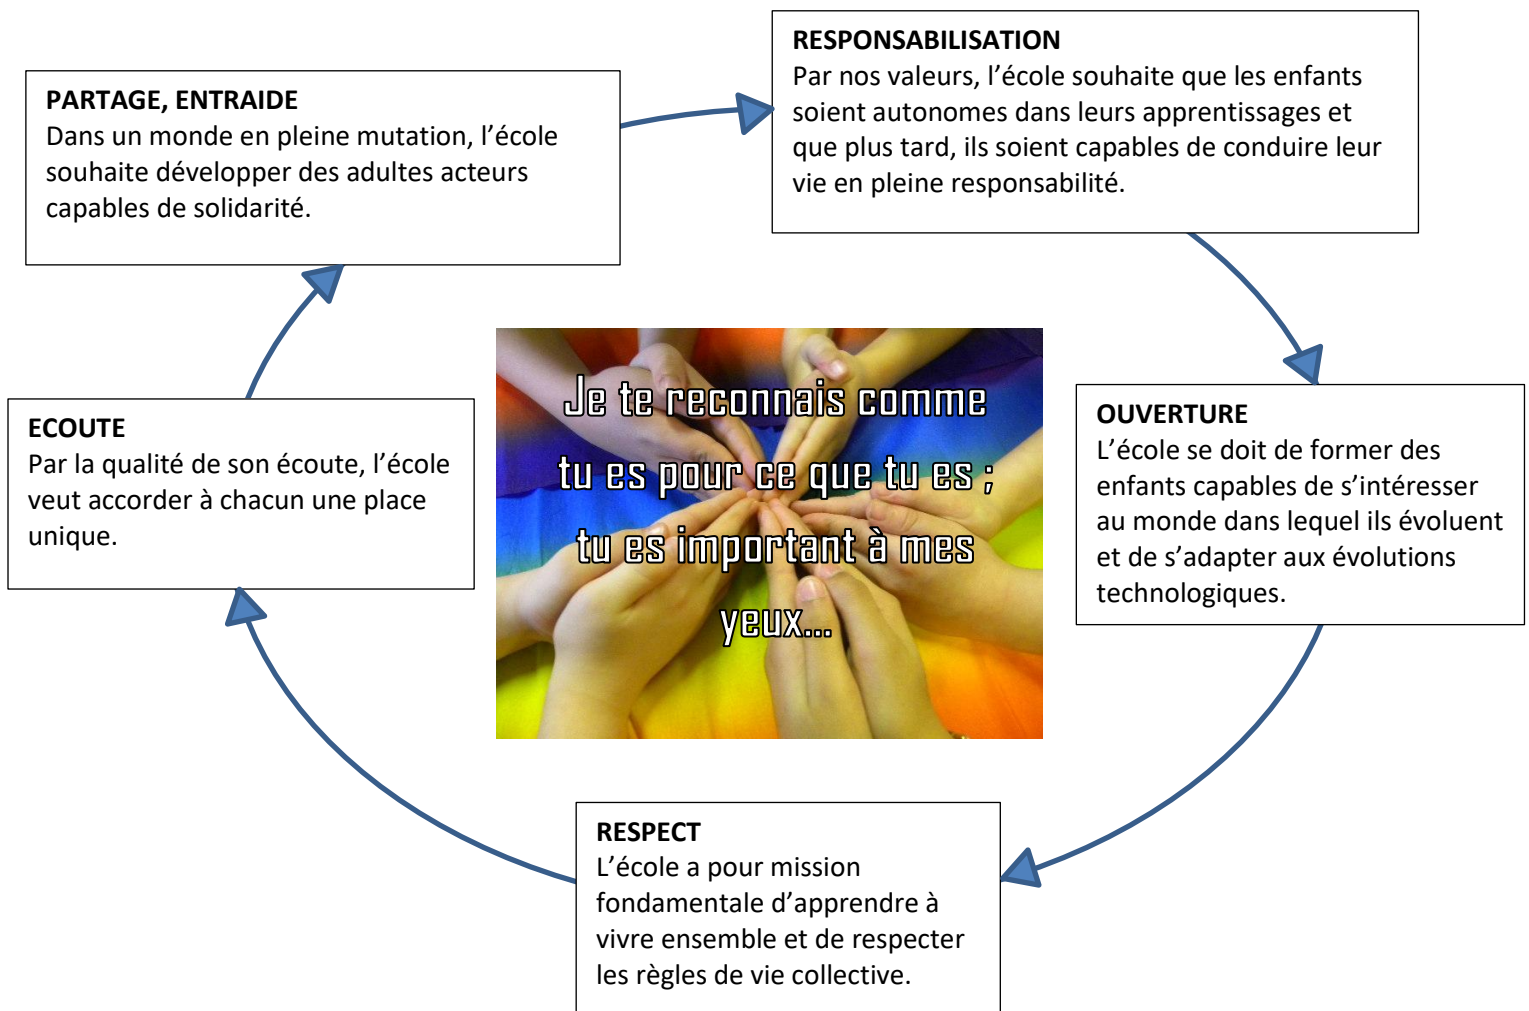 PARTAGE, ENTRAIDE
Dans un monde en pleine mutation, l’école
souhaite développer des adultes acteurs
capables de solidarité.
RESPONSABILISATION
Par nos valeurs, l’école souhaite que les enfants
soient autonomes dans leurs apprentissages et
que plus tard, ils soient capables de conduire leur
vie en pleine responsabilité.
ECOUTE
Par la qualité de son écoute, l’école
veut accorder à chacun une place
unique.
Je te reconnais comme
tu es pour ce que tu es ;
tu es important à mes
yeux...
OUVERTURE
L’école se doit de former des
enfants capables de s’intéresser
au monde dans lequel ils évoluent
et de s’adapter aux évolutions
technologiques.
RESPECT
L’école a pour mission
fondamentale d’apprendre à
vivre ensemble et de respecter
les règles de vie collective.